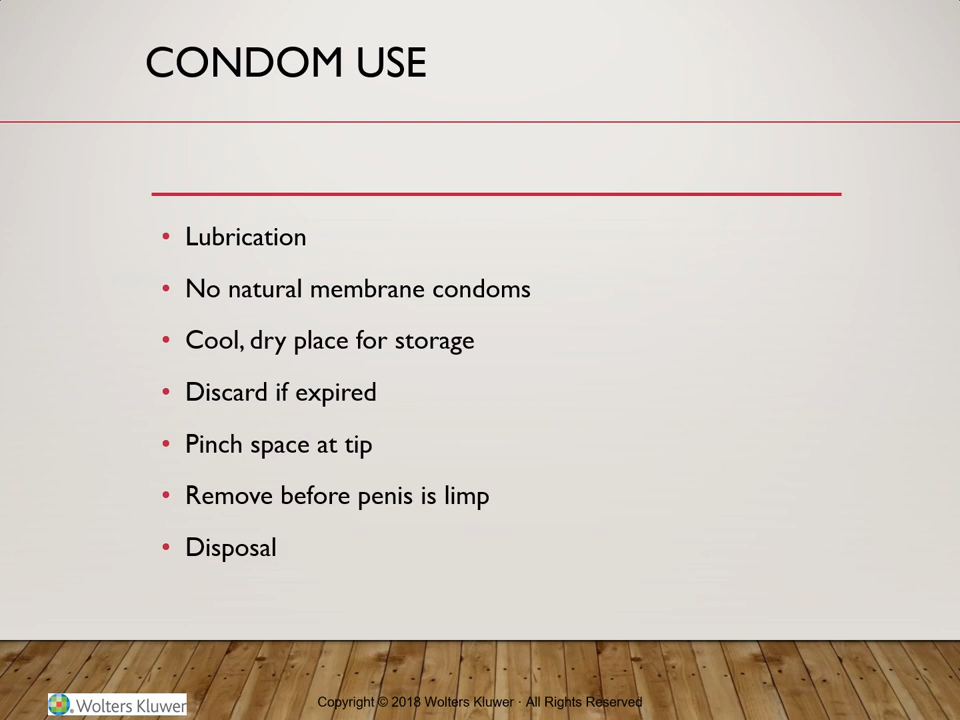 CONDOM USE
• Lubrication
• No natural membrane condoms
• Cool, dry place for storage
• Discard if expired
• Pinch space at tip
• Remove before penis is limp
• Disposal
Wolters Kluwer
Copyright © 2018 Wolters Kluwer · All Rights Reserved